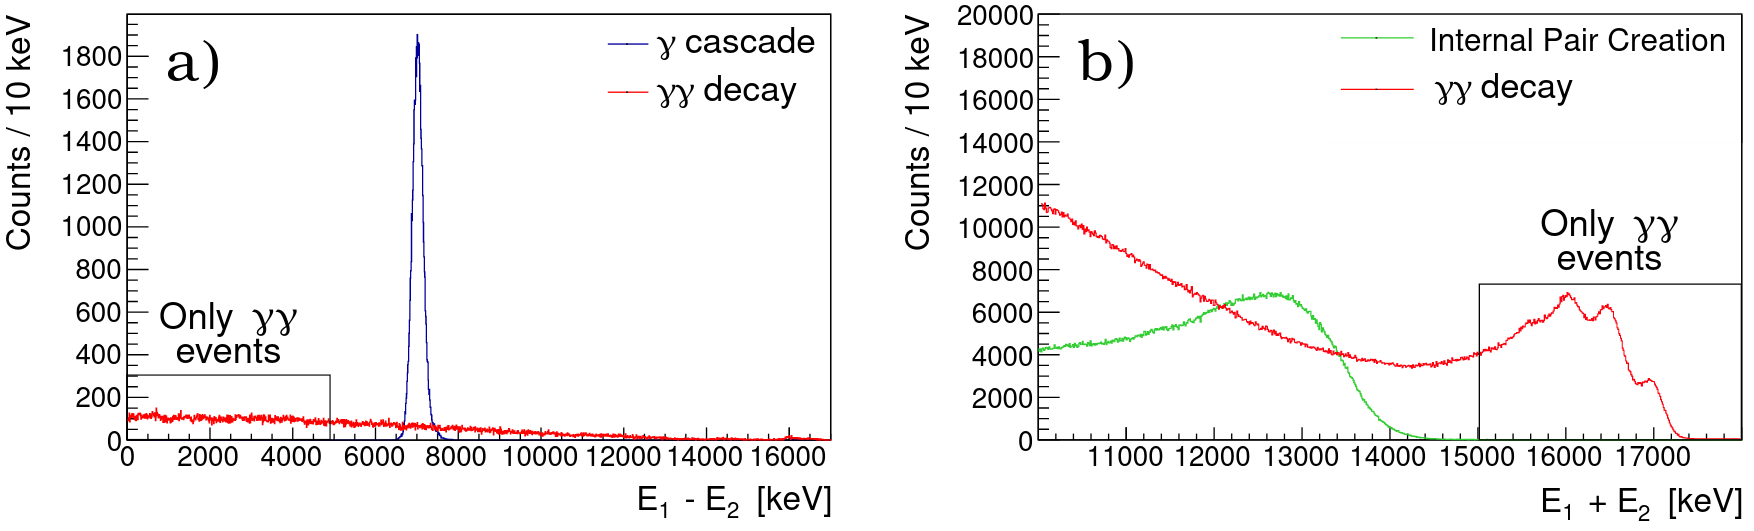 a)
γ cascade
γγ decay
Only γγ
events
Counts / 10 keV
0
200
400
600
800
1000
1200
1400
1600
1800
0 2000 4000 6000 8000 10000 12000 14000 16000
E1 - E2 [keV]
b)
Internal Pair Creation
γγ decay
Only γγ
events
Counts / 10 keV
0
2000
4000
6000
8000
10000
12000
14000
16000
18000
20000
11000 12000 13000 14000 15000 16000 17000
E1 + E2 [keV]